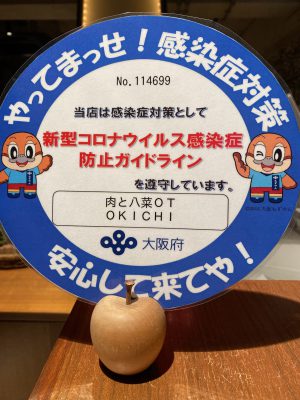 やってまっせ！感染症対策
No.114699
当店は感染症対策として
新型コロナウイルス感染症
防止ガイドライン
を遵守しています。
肉と八菜OT
OKICHI
大阪府
安心して来てや！